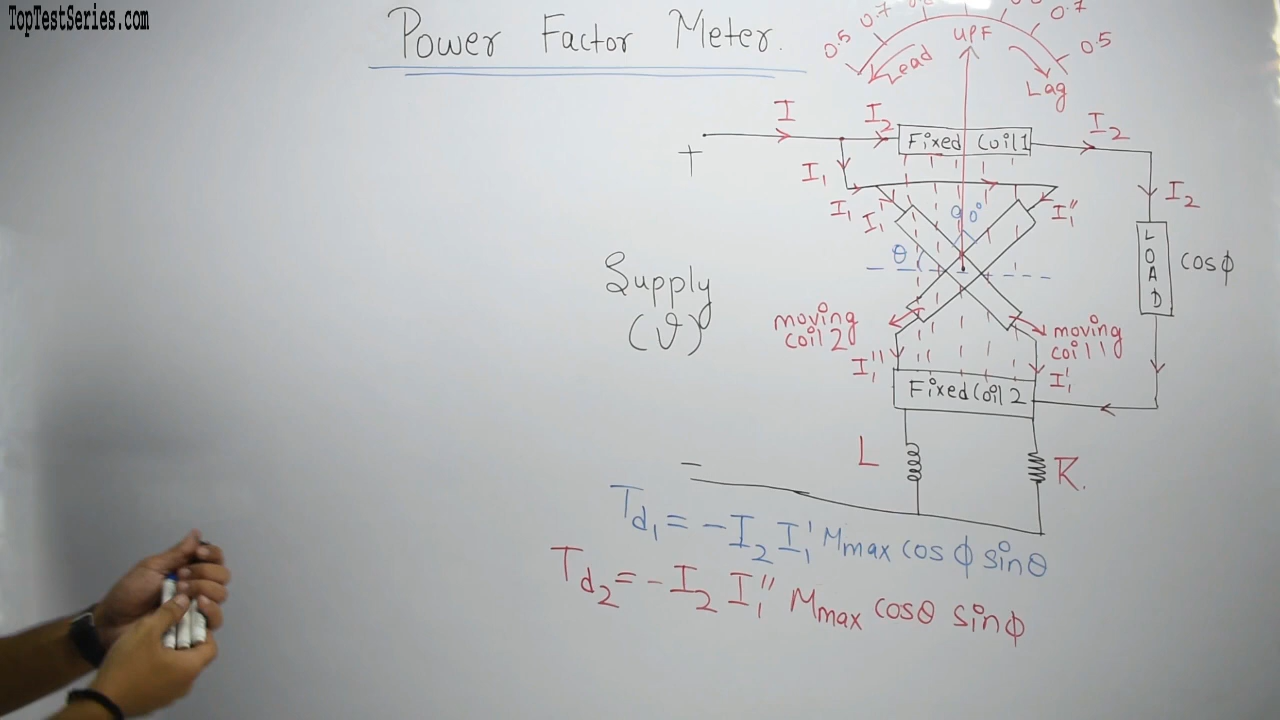 TopTestSeries.com
Power Factor Meter.
0.5 0.7 0.7 0.5
UPF
Lead
Lag
I I₂ Fixed Coil 1 I₂
+
I₁
I₂
I₁ I₁' 90° I₁''
LOAD cosϕ
Supply
(V)
θ
moving coil 2
moving coil 1
I₁'' I₁'
Fixed Coil 2
L R.
−
Td₁ = - I₂ I₁' Mmax cosϕ sinθ
Td₂ = - I₂ I₁'' Mmax cosθ sinϕ